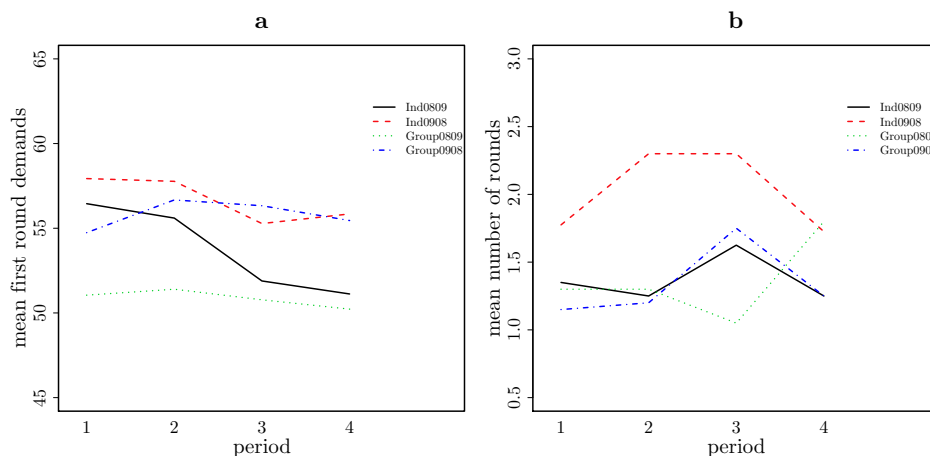 a
mean first round demands
65
60
55
50
45
Ind0809
Ind0908
Group0809
Group0908
1 2 3 4
period
b
mean number of rounds
3.0
2.5
2.0
1.5
1.0
0.5
Ind0809
Ind0908
Group080
Group090
1 2 3 4
period